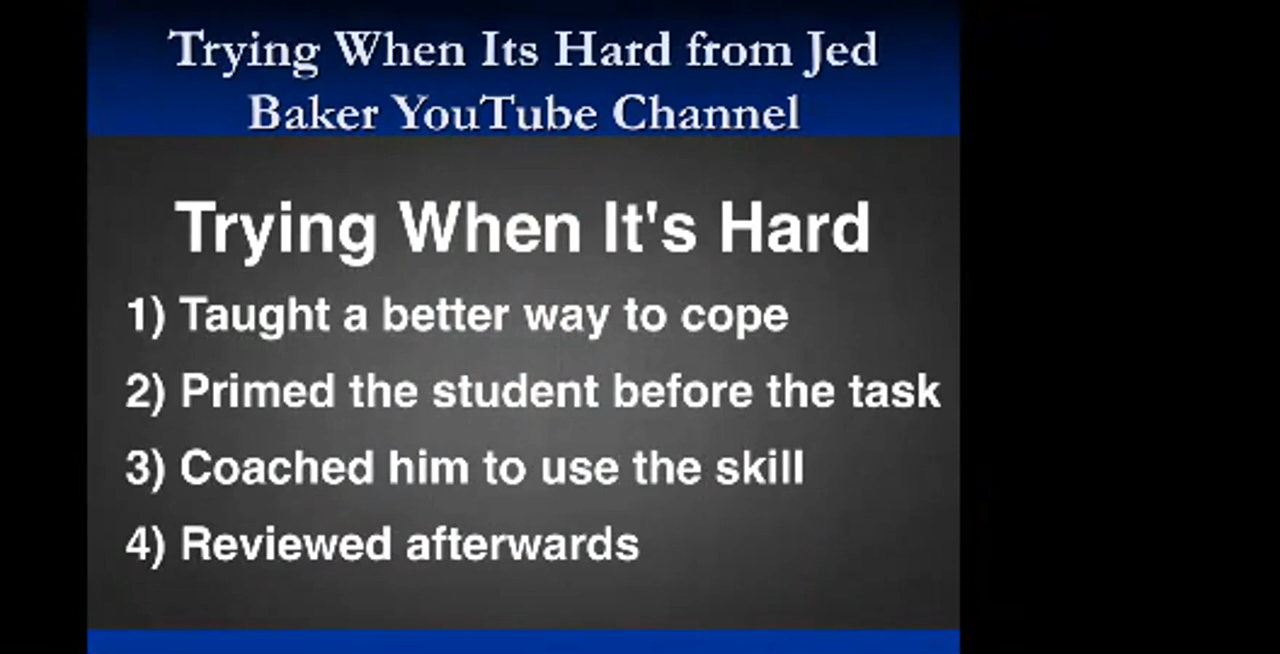 Trying When Its Hard from Jed
Baker YouTube Channel
Trying When It's Hard
1) Taught a better way to cope
2) Primed the student before the task
3) Coached him to use the skill
4) Reviewed afterwards